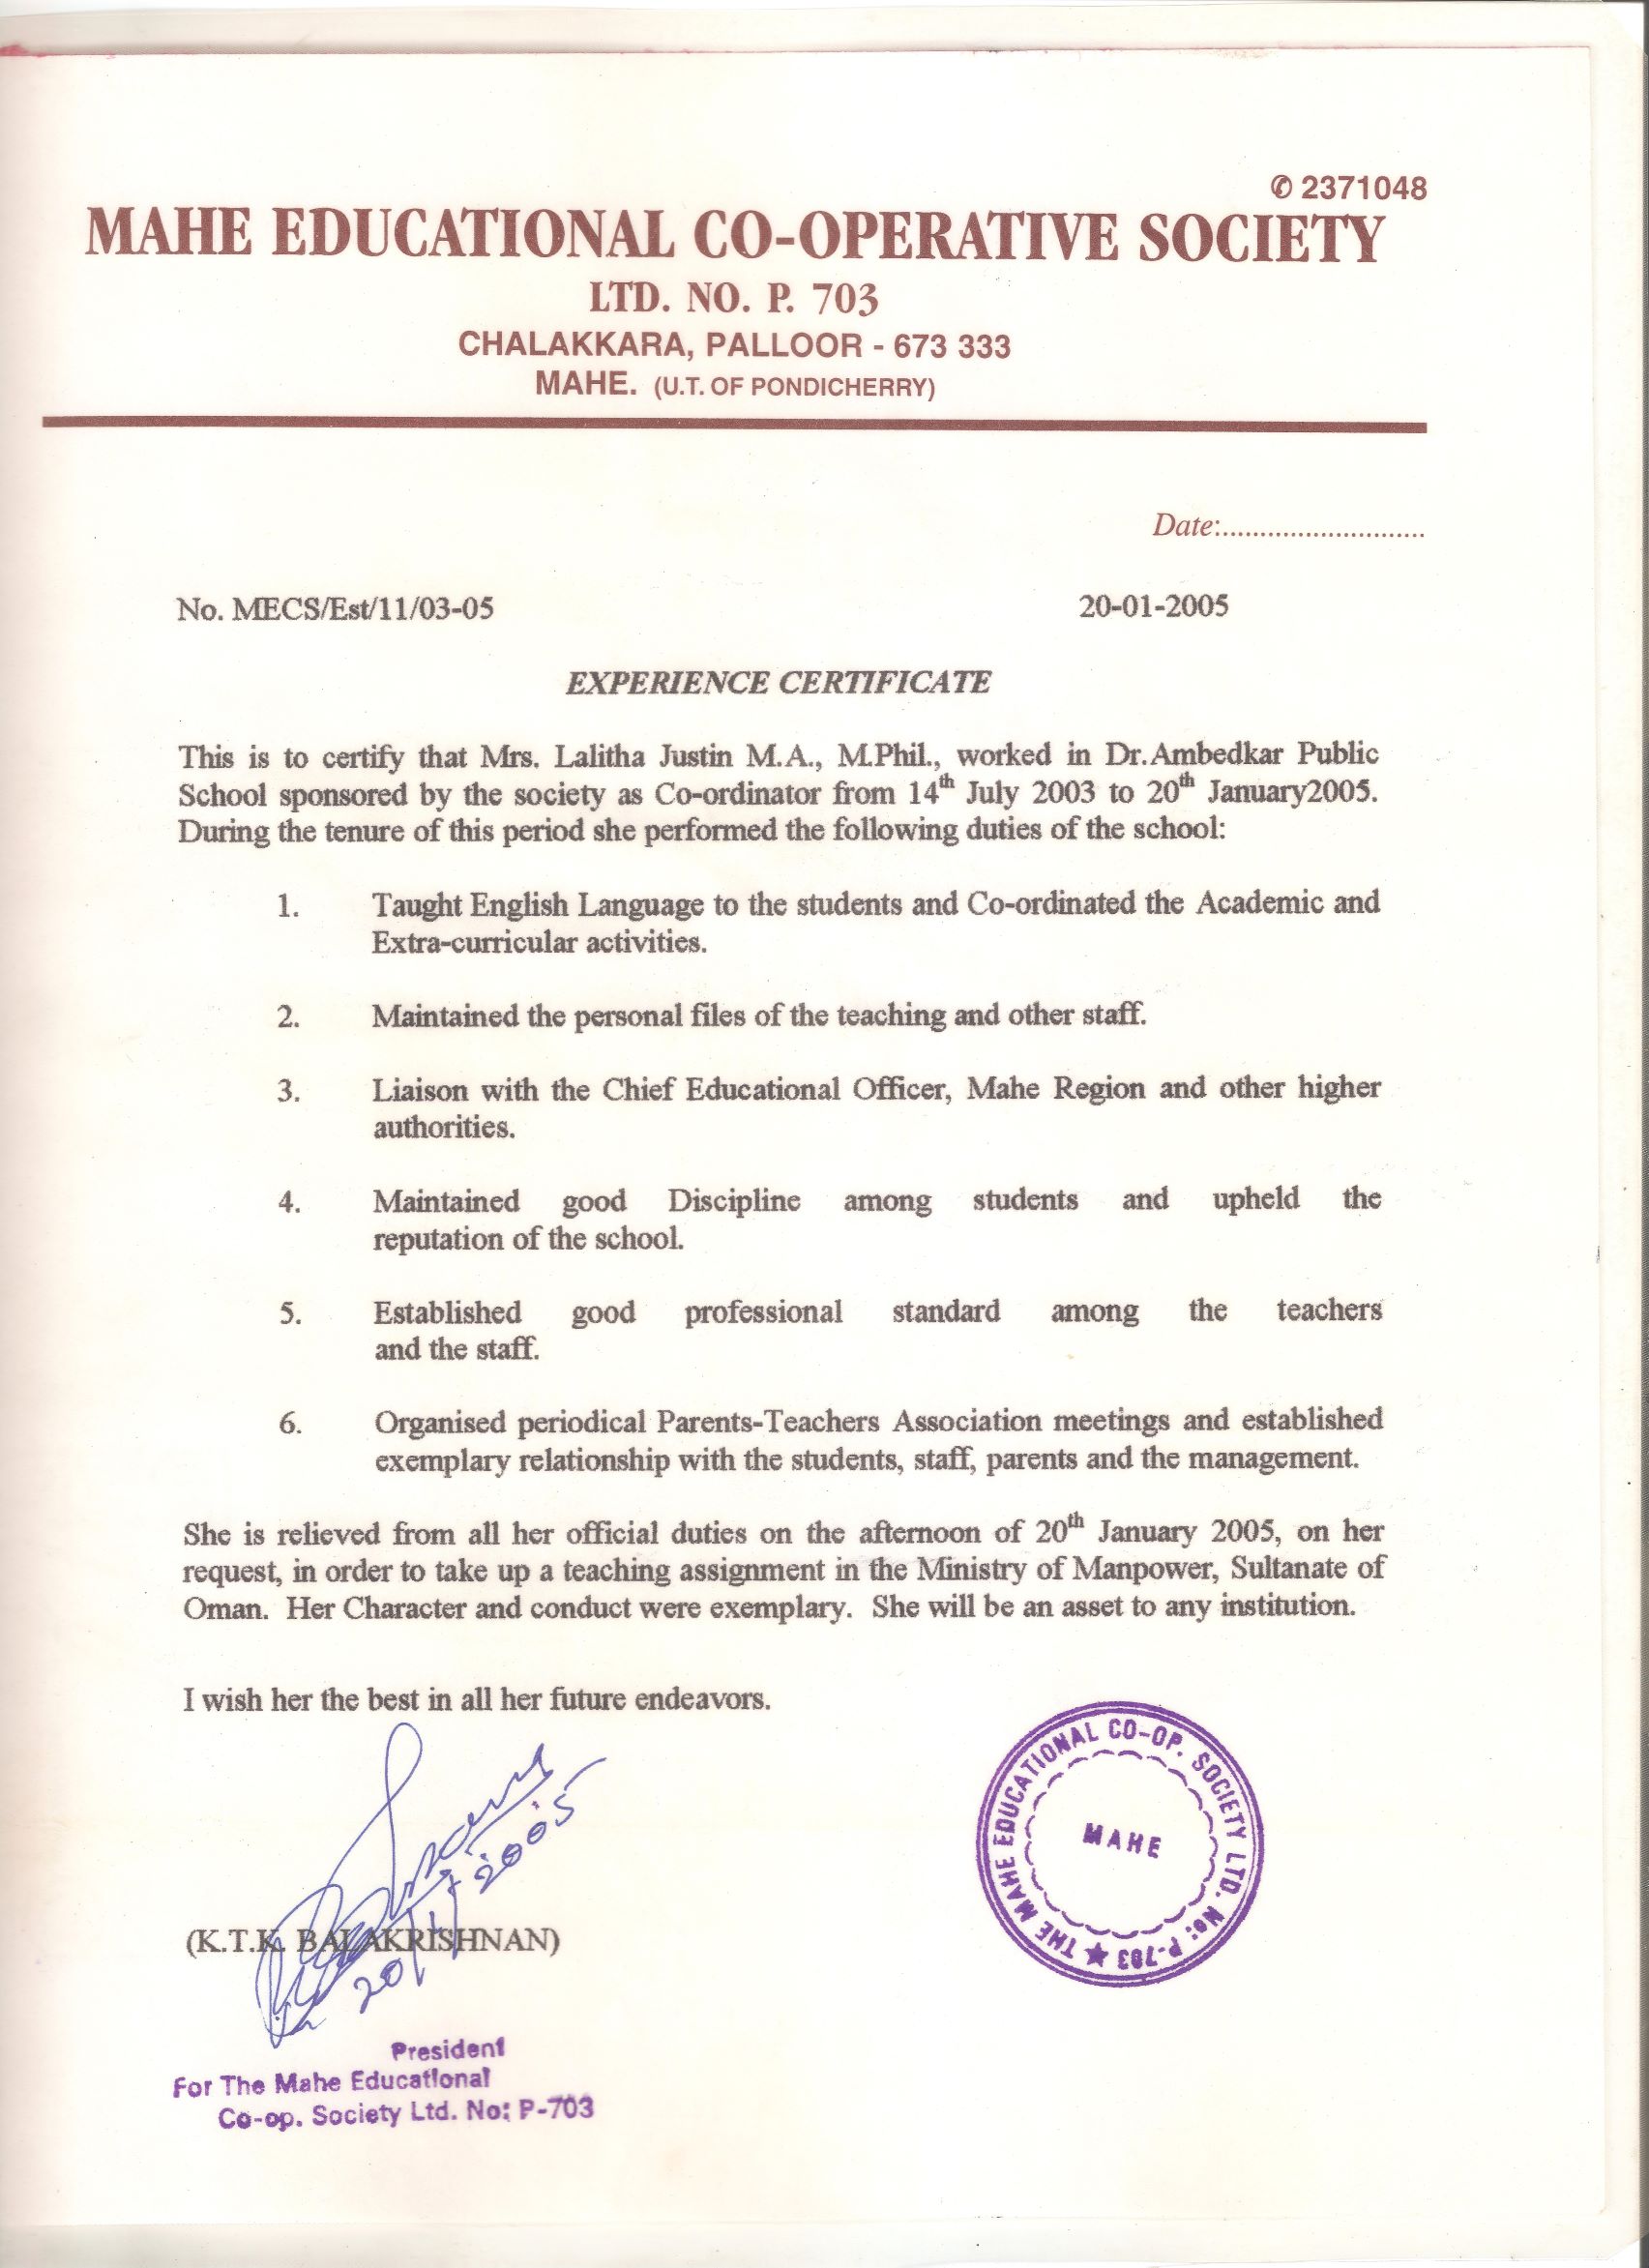 ✆ 2371048
MAHE EDUCATIONAL CO-OPERATIVE SOCIETY
LTD. NO. P. 703
CHALAKKARA, PALLOOR - 673 333
MAHE. (U.T. OF PONDICHERRY)
Date:...........................
No. MECS/Est/11/03-05 20-01-2005
EXPERIENCE CERTIFICATE
This is to certify that Mrs. Lalitha Justin M.A., M.Phil., worked in Dr.Ambedkar Public
School sponsored by the society as Co-ordinator from 14th July 2003 to 20th January2005.
During the tenure of this period she performed the following duties of the school:
1. Taught English Language to the students and Co-ordinated the Academic and
Extra-curricular activities.
2. Maintained the personal files of the teaching and other staff.
3. Liaison with the Chief Educational Officer, Mahe Region and other higher
authorities.
4. Maintained good Discipline among students and upheld the
reputation of the school.
5. Established good professional standard among the teachers
and the staff.
6. Organised periodical Parents-Teachers Association meetings and established
exemplary relationship with the students, staff, parents and the management.
She is relieved from all her official duties on the afternoon of 20th January 2005, on her
request, in order to take up a teaching assignment in the Ministry of Manpower, Sultanate of
Oman. Her Character and conduct were exemplary. She will be an asset to any institution.
I wish her the best in all her future endeavors.
THE MAHE EDUCATIONAL CO-OP. SOCIETY LTD. No: P-703 ★
MAHE
20/1/2005
(K.T.K. BALAKRISHNAN)
President
For The Mahe Educational
Co-op. Society Ltd. No: P-703